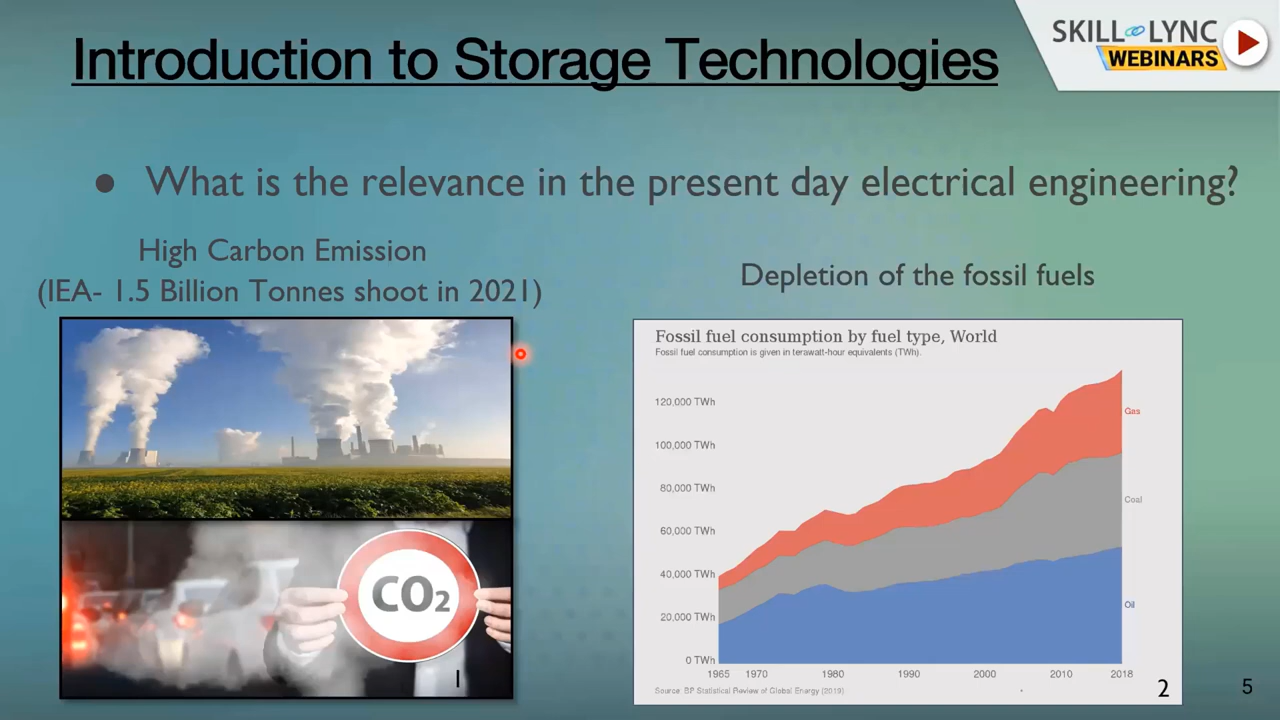 Introduction to Storage Technologies
SKILL LYNC
WEBINARS
● What is the relevance in the present day electrical engineering?
High Carbon Emission
(IEA- 1.5 Billion Tonnes shoot in 2021)
Depletion of the fossil fuels
CO2
1
Fossil fuel consumption by fuel type, World
Fossil fuel consumption is given in terawatt-hour equivalents (TWh).
120,000 TWh
100,000 TWh
80,000 TWh
60,000 TWh
40,000 TWh
20,000 TWh
0 TWh
Gas
Coal
Oil
1965 1970 1980 1990 2000 2010 2018
Source: BP Statistical Review of Global Energy (2019)
2
5